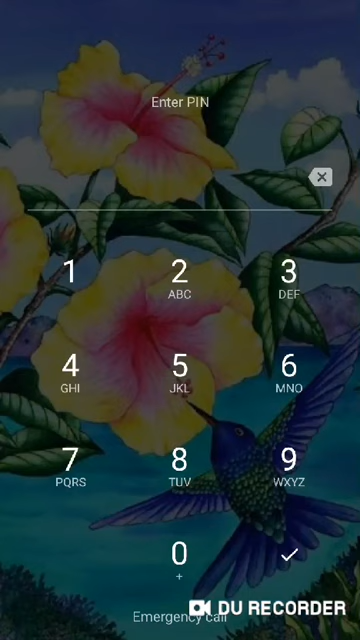 Enter PIN
1 2 3
ABC DEF
4 5 6
GHI JKL MNO
7 8 9
PQRS TUV WXYZ
0
+
DU RECORDER
Emergency call